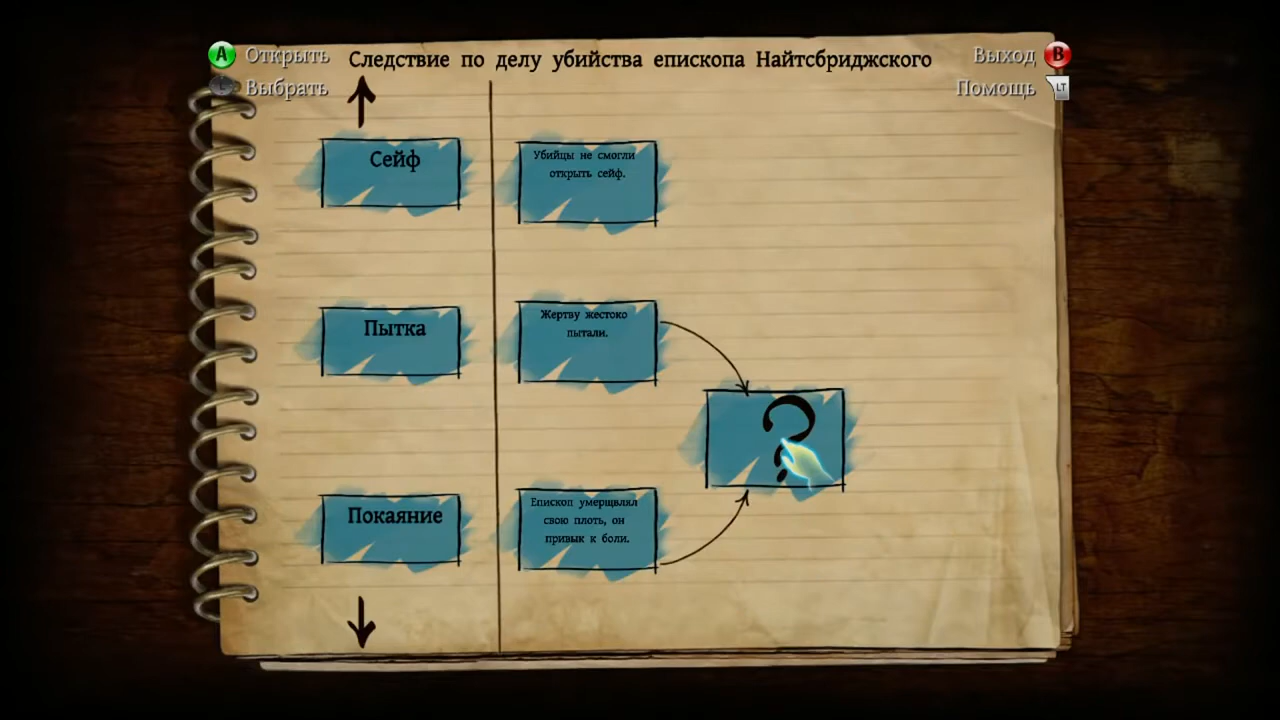 A Открыть
Следствие по делу убийства епископа Найтсбриджского
Выход B
L Выбрать
Помощь LT
Сейф
Убийцы не смогли
открыть сейф.
Пытка
Жертву жестоко
пытали.
?
Покаяние
Епископ умерщвлял
свою плоть, он
привык к боли.